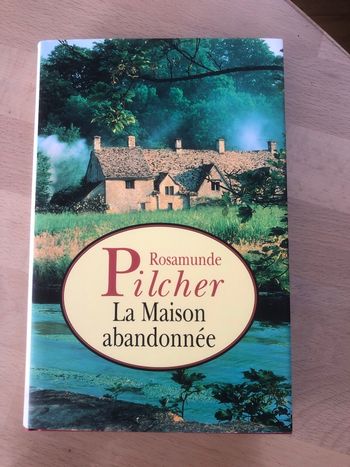 Rosamunde
Pilcher
La Maison
abandonnée